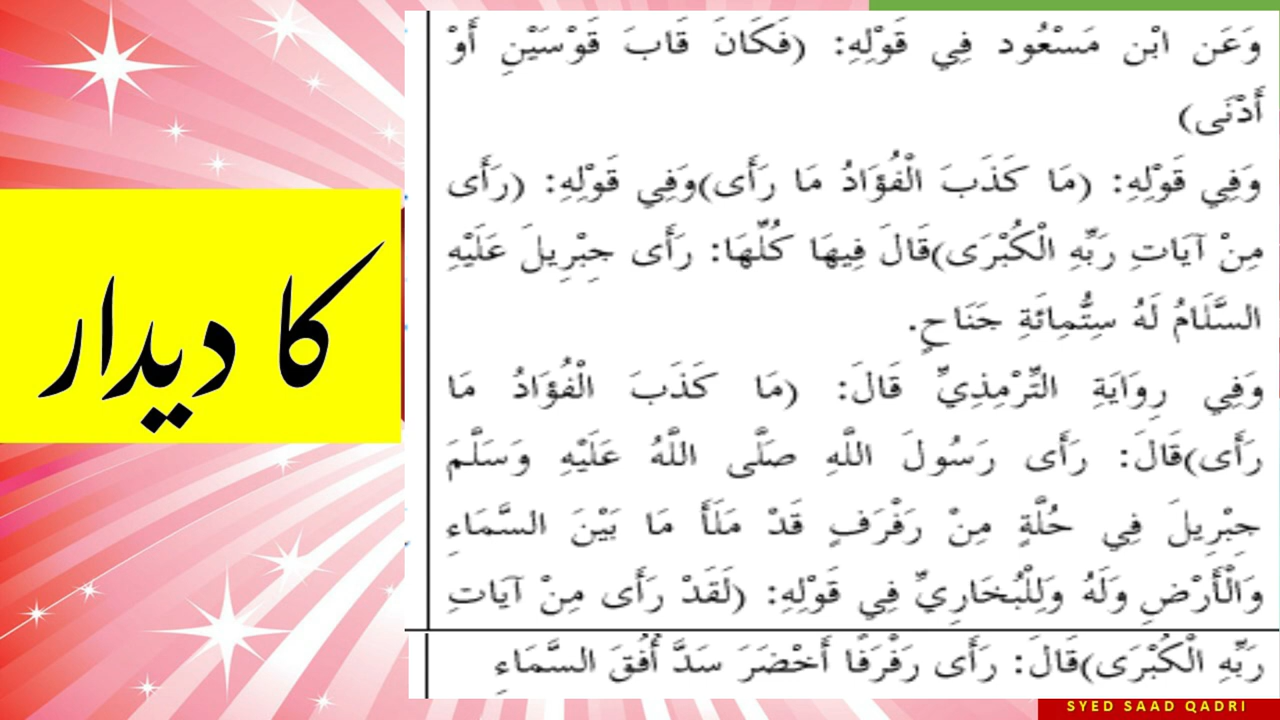 وَعَن ابْن مَسْعُود فِي قَوْلِهِ: (فَكَانَ قَابَ قَوْسَيْنِ أَوْ
أَدْنَى)
وَفِي قَوْلِهِ: (مَا كَذَبَ الْفُؤَادُ مَا رَأَى)وَفِي قَوْلِهِ: (رَأَى
مِنْ آيَاتِ رَبِّهِ الْكُبْرَى)قَالَ فِيهَا كُلِّهَا: رَأَى جِبْرِيلَ عَلَيْهِ
السَّلَامُ لَهُ سِتُّمِائَةِ جَنَاحٍ.
وَفِي رِوَايَةِ التِّرْمِذِيِّ قَالَ: (مَا كَذَبَ الْفُؤَادُ مَا
رَأَى)قَالَ: رَأَى رَسُولَ اللَّهِ صَلَّى اللَّهُ عَلَيْهِ وَسَلَّمَ
جِبْرِيلَ فِي حُلَّةٍ مِنْ رَفْرَفٍ قَدْ مَلَأَ مَا بَيْنَ السَّمَاءِ
وَالْأَرْضِ وَلَهُ وَلِلْبُخَارِيِّ فِي قَوْلِهِ: (لَقَدْ رَأَى مِنْ آيَاتِ
رَبِّهِ الْكُبْرَى)قَالَ: رَأَى رَفْرَفًا أَخْضَرَ سَدَّ أُفُقَ السَّمَاءِ
کا دیدار
SYED SAAD QADRI